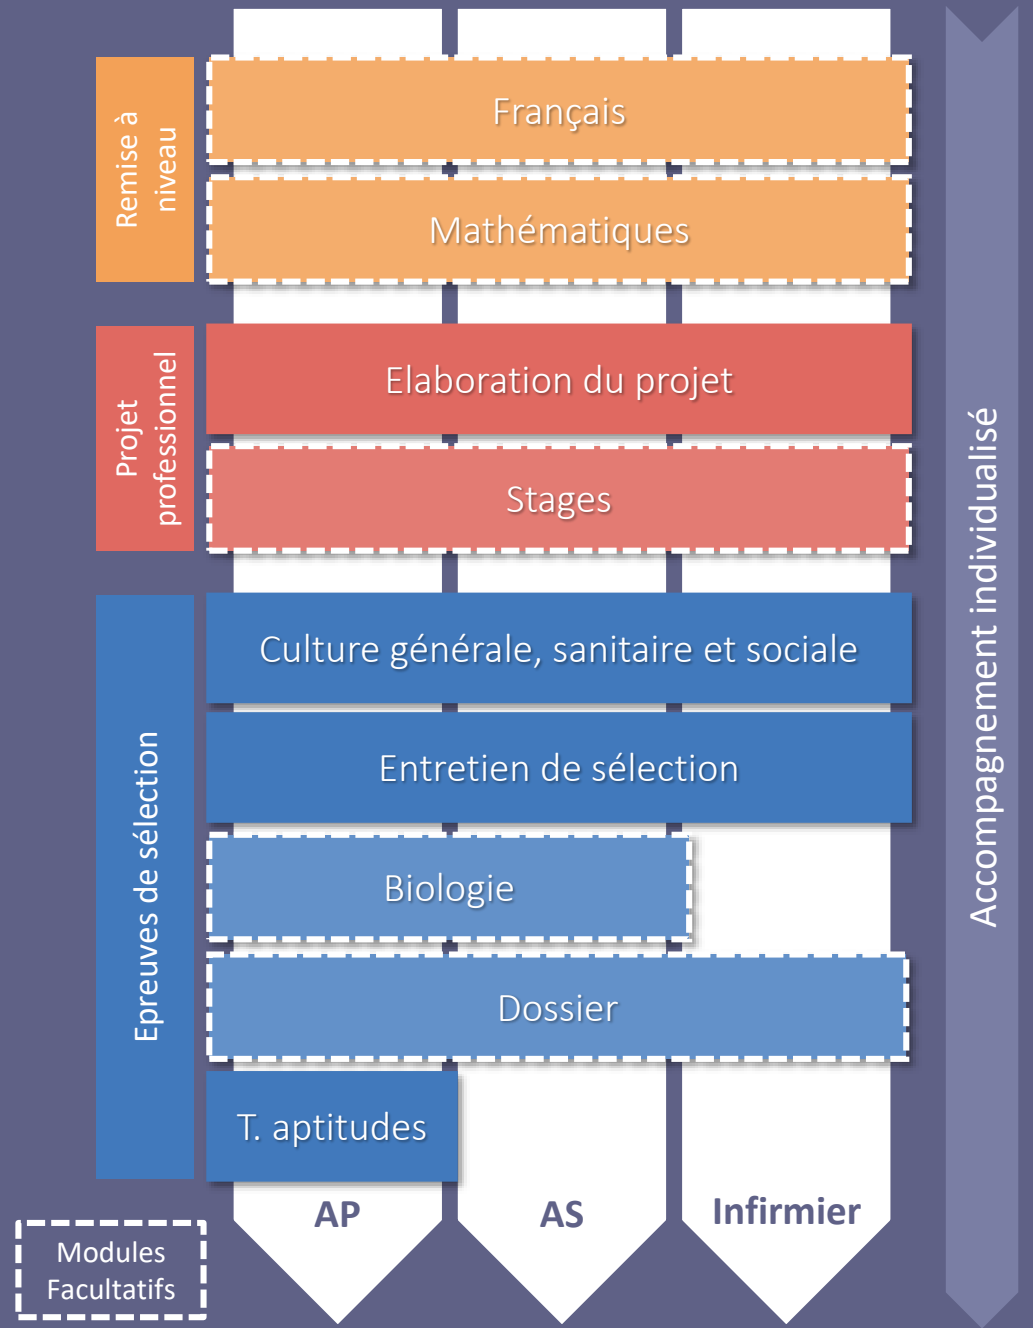 Remise à
niveau
Français
Mathématiques
Projet
professionnel
Elaboration du projet
Stages
Epreuves de sélection
Culture générale, sanitaire et sociale
Entretien de sélection
Biologie
Dossier
T. aptitudes
AP
AS
Infirmier
Modules
Facultatifs
Accompagnement individualisé